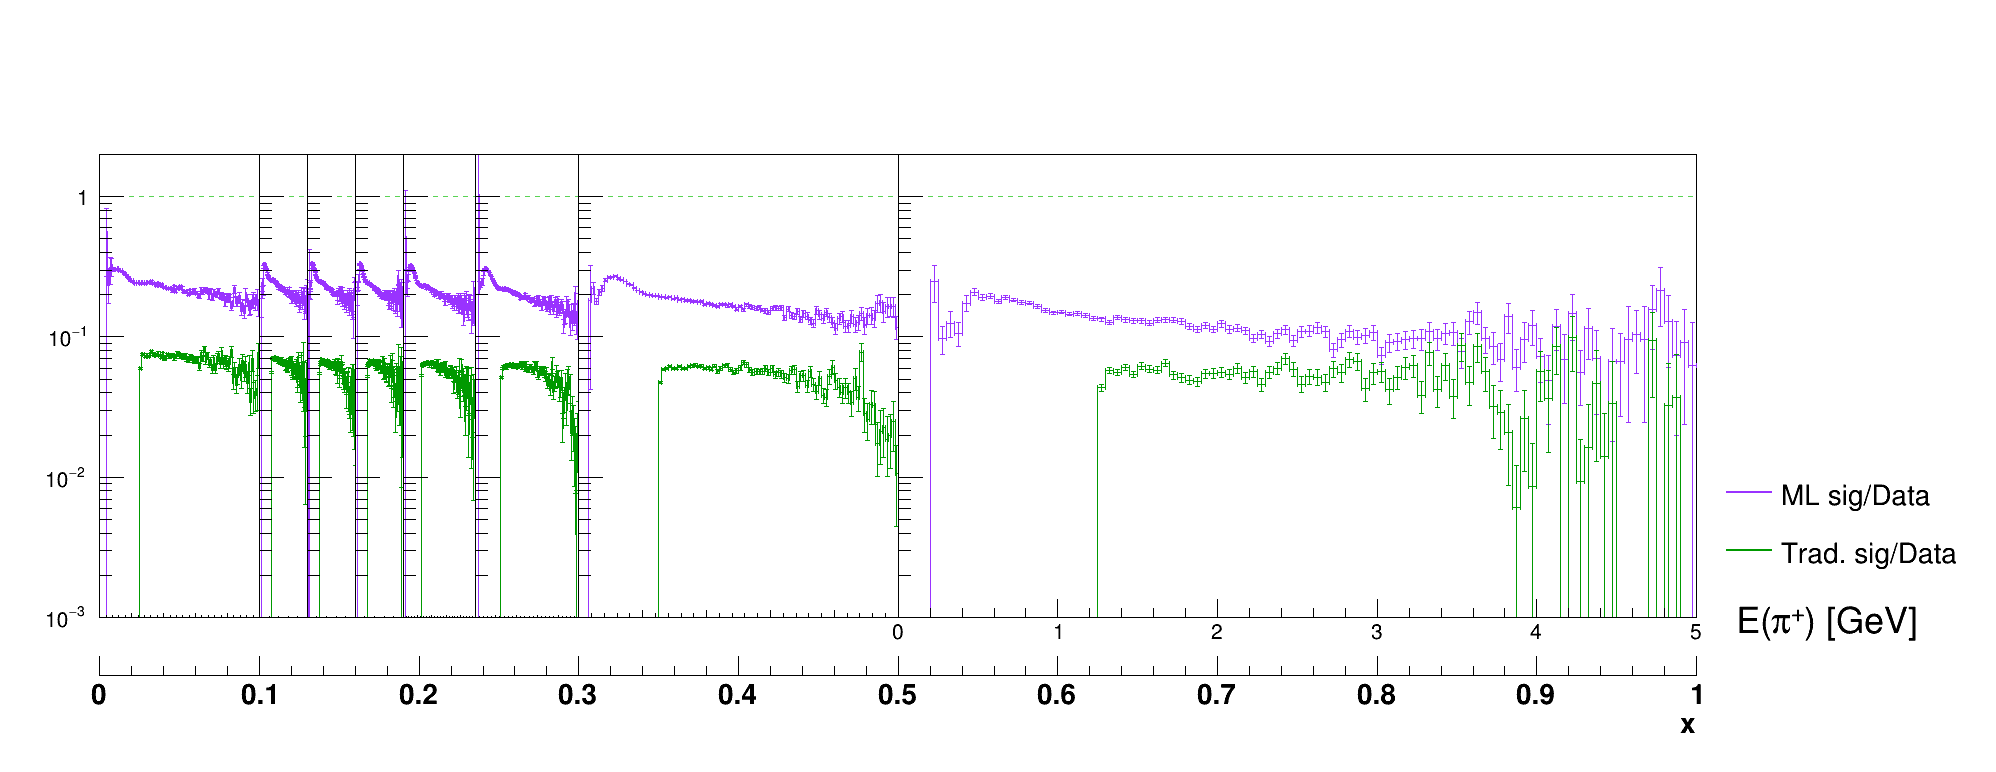 1
10⁻¹
10⁻²
10⁻³
ML sig/Data
Trad. sig/Data
0 1 2 3 4 5
E(π⁺) [GeV]
0 0.1 0.2 0.3 0.4 0.5 0.6 0.7 0.8 0.9 1
x